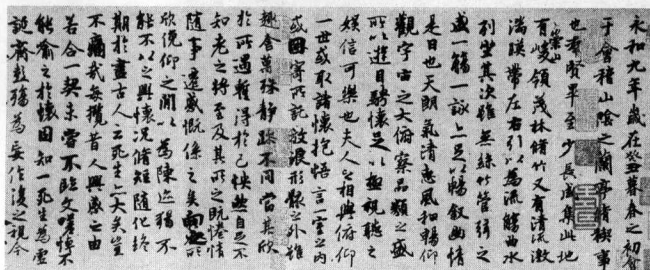 永和九年歲在癸丑暮春之初會
于會稽山陰之蘭亭脩稧事
也羣賢畢至少長咸集此地
有崇山峻領茂林脩竹又有清流激
湍暎帶左右引以為流觴曲水
列坐其次雖無絲竹管絃之
盛一觴一詠亦足以暢叙幽情
是日也天朗氣清惠風和暢仰
觀宇宙之大俯察品類之盛
所以遊目騁懷足以極視聽之
娛信可樂也夫人之相與俯仰
一世或取諸懷抱悟言一室之內
或因寄所託放浪形骸之外雖
趣舍萬殊靜躁不同當其欣
於所遇蹔得於己怏然自足不
知老之將至及其所之既惓情
隨事遷感慨係之矣向之所
欣俛仰之間以為陳迹猶不
能不以之興懷況脩短隨化終
期於盡古人云死生亦大矣豈
不痛哉每攬昔人興感之由
若合一契未嘗不臨文嗟悼不
能喻之於懷固知一死生為虛
誕齊彭殤為妄作後之視今